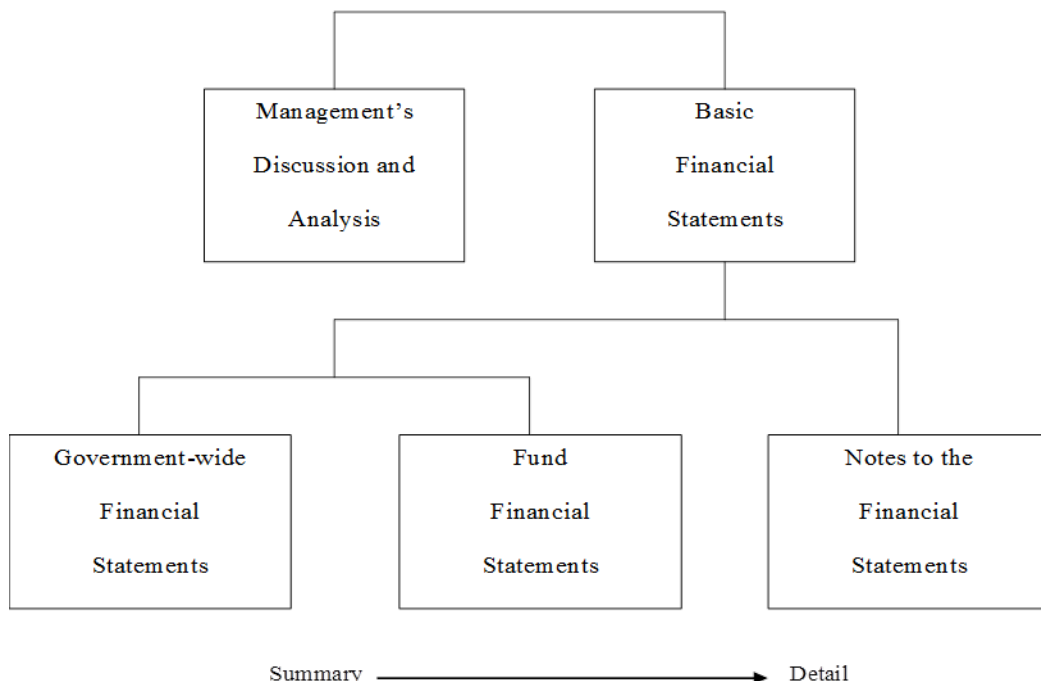 Management’s
Discussion and
Analysis
Basic
Financial
Statements
Government-wide
Financial
Statements
Fund
Financial
Statements
Notes to the
Financial
Statements
Summary
Detail